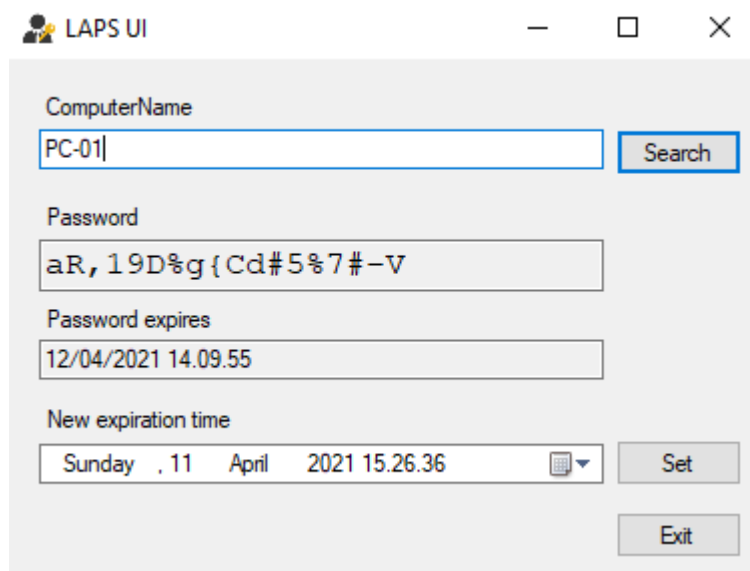 LAPS UI
ComputerName
PC-01
Search
Password
aR,19D%g{Cd#5%7#-V
Password expires
12/04/2021 14.09.55
New expiration time
Sunday , 11 April 2021 15.26.36
Set
Exit